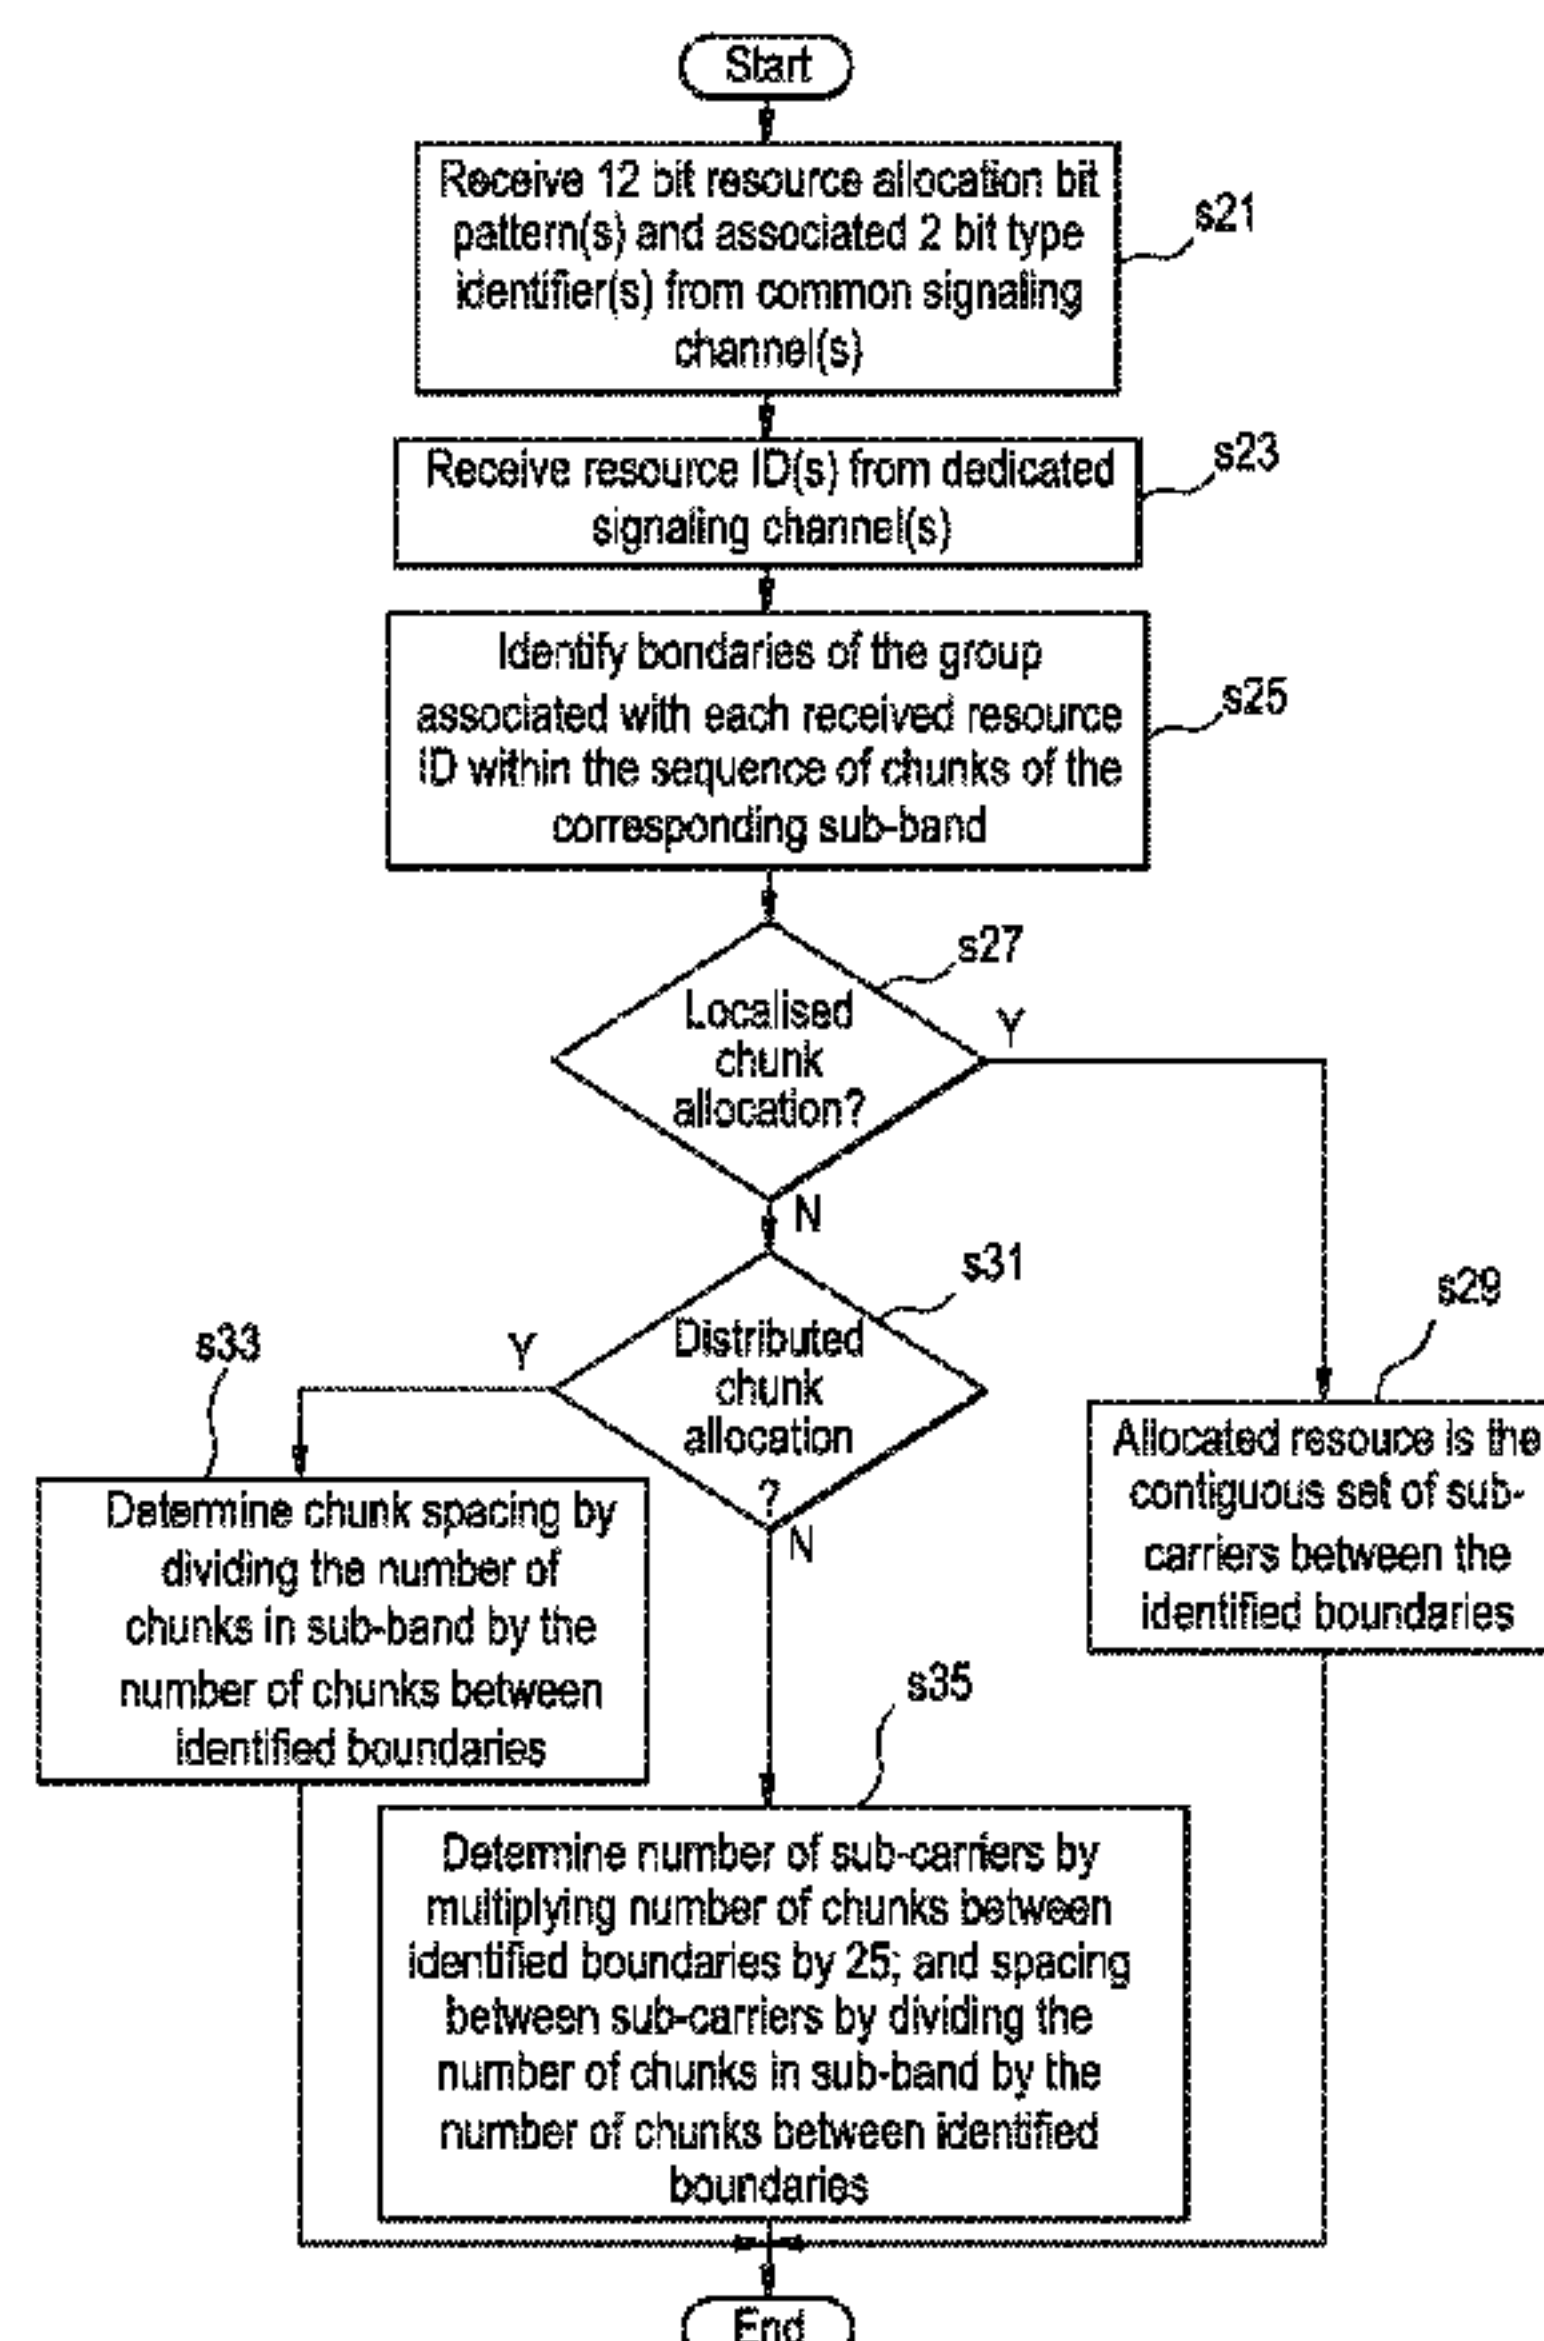 Start
Receive 12 bit resource allocation bit
pattern(s) and associated 2 bit type
identifier(s) from common signaling
channel(s)
s21
Receive resource ID(s) from dedicated
signaling channel(s)
s23
Identify bondaries of the group
associated with each received resource
ID within the sequence of chunks of the
corresponding sub-band
s25
s27
Localised
chunk
allocation?
Y
N
s31
Distributed
chunk
allocation
?
Y
N
s29
Allocated resouce is the
contiguous set of sub-
carriers between the
identified boundaries
s33
Determine chunk spacing by
dividing the number of
chunks in sub-band by the
number of chunks between
identified boundaries
s35
Determine number of sub-carriers by
multiplying number of chunks between
identified boundaries by 25; and spacing
between sub-carriers by dividing the
number of chunks in sub-band by the
number of chunks between identified
boundaries
End